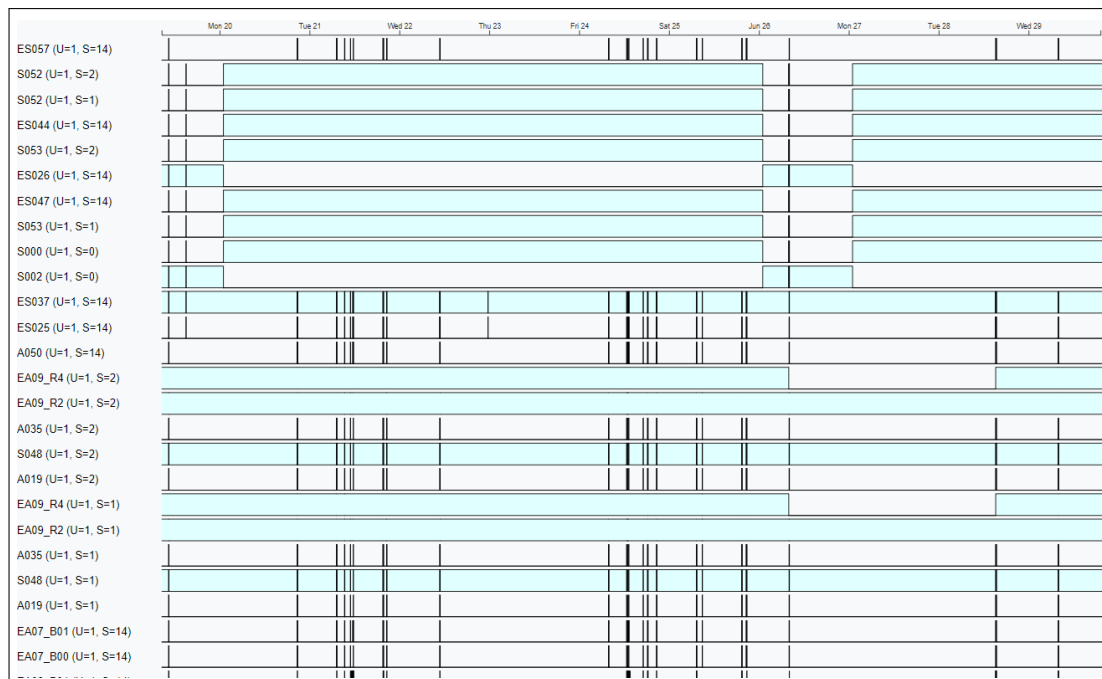 Mon 20 Tue 21 Wed 22 Thu 23 Fri 24 Sat 25 Jun 26 Mon 27 Tue 28 Wed 29
ES057 (U=1, S=14)
S052 (U=1, S=2)
S052 (U=1, S=1)
ES044 (U=1, S=14)
S053 (U=1, S=2)
ES026 (U=1, S=14)
ES047 (U=1, S=14)
S053 (U=1, S=1)
S000 (U=1, S=0)
S002 (U=1, S=0)
ES037 (U=1, S=14)
ES025 (U=1, S=14)
A050 (U=1, S=14)
EA09_R4 (U=1, S=2)
EA09_R2 (U=1, S=2)
A035 (U=1, S=2)
S048 (U=1, S=2)
A019 (U=1, S=2)
EA09_R4 (U=1, S=1)
EA09_R2 (U=1, S=1)
A035 (U=1, S=1)
S048 (U=1, S=1)
A019 (U=1, S=1)
EA07_B01 (U=1, S=14)
EA07_B00 (U=1, S=14)